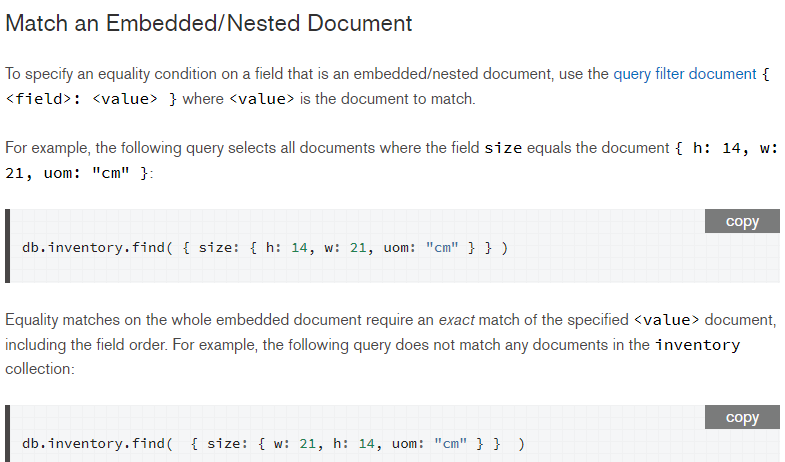 Match an Embedded/Nested Document
To specify an equality condition on a field that is an embedded/nested document, use the query filter document {
<field>: <value> } where <value> is the document to match.
For example, the following query selects all documents where the field size equals the document { h: 14, w:
21, uom: "cm" }:
copy
db.inventory.find( { size: { h: 14, w: 21, uom: "cm" } } )
Equality matches on the whole embedded document require an exact match of the specified <value> document,
including the field order. For example, the following query does not match any documents in the inventory
collection:
copy
db.inventory.find(  { size: { w: 21, h: 14, uom: "cm" } }  )